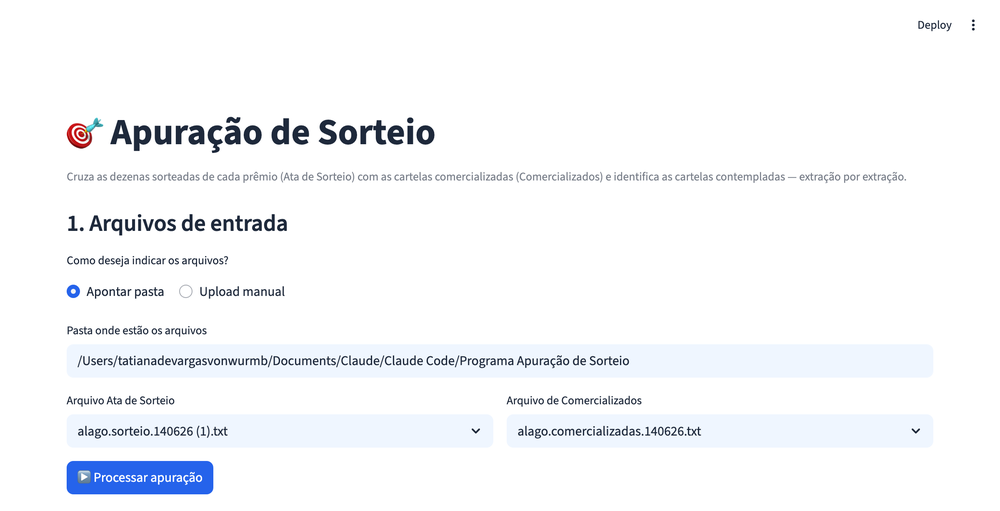 Deploy
Apuração de Sorteio
Cruza as dezenas sorteadas de cada prêmio (Ata de Sorteio) com as cartelas comercializadas (Comercializados) e identifica as cartelas contempladas — extração por extração.
1. Arquivos de entrada
Como deseja indicar os arquivos?
Apontar pasta Upload manual
Pasta onde estão os arquivos
/Users/tatianadevargasvonwurmb/Documents/Claude/Claude Code/Programa Apuração de Sorteio
Arquivo Ata de Sorteio Arquivo de Comercializados
alago.sorteio.140626 (1).txt alago.comercializadas.140626.txt
Processar apuração